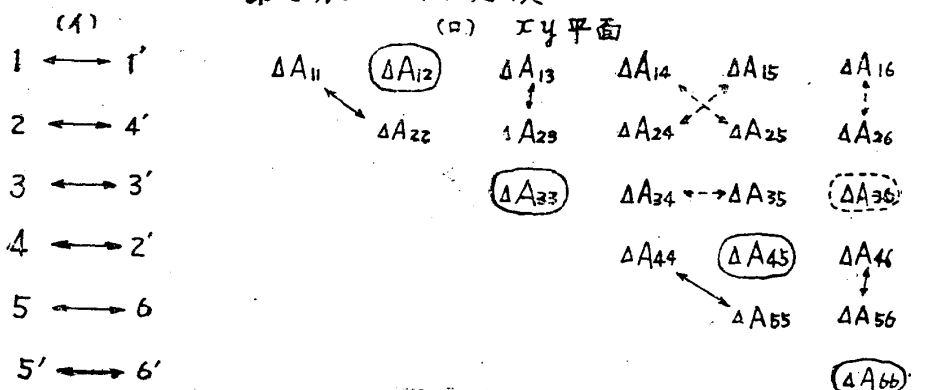 (イ) (ロ) xy平面
1 ⟷ 1′ ΔA11 ΔA12 ΔA13 ΔA14 ΔA15 ΔA16
2 ⟷ 4′ ΔA22 ΔA23 ΔA24 ΔA25 ΔA26
3 ⟷ 3′ ΔA33 ΔA34 ΔA35 ΔA36
4 ⟷ 2′ ΔA44 ΔA45 ΔA46
5 ⟷ 6 ΔA55 ΔA56
5′ ⟷ 6′ ΔA66